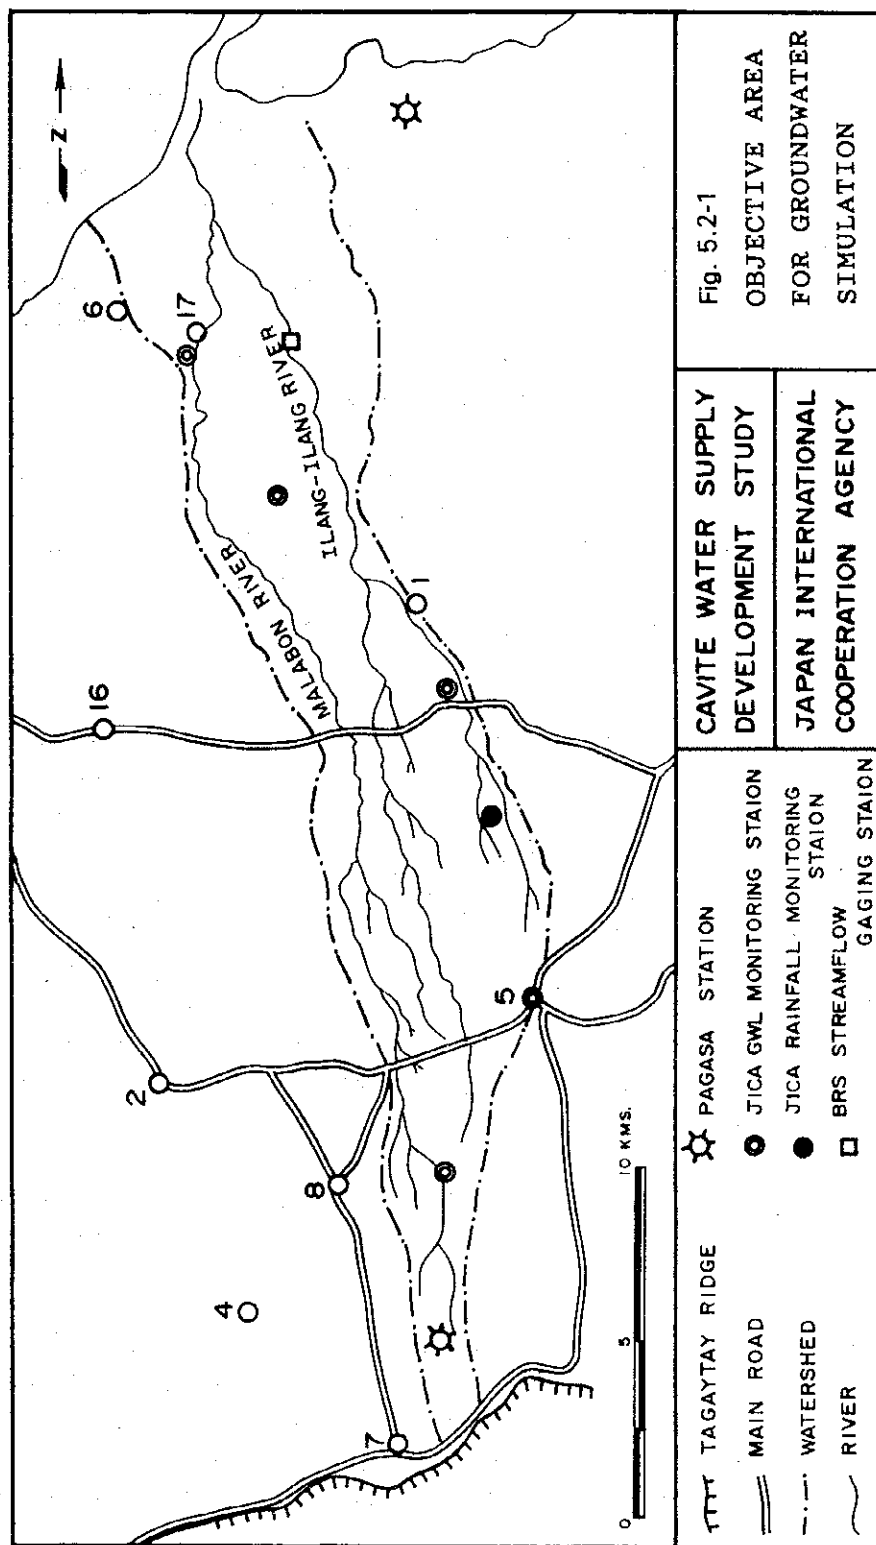 N
6
17
16
MALABON RIVER
ILANG-ILANG RIVER
1
2
5
8
4
7
0 5 10 KMS.
TAGAYTAY RIDGE
MAIN ROAD
WATERSHED
RIVER
PAGASA STATION
JICA GWL MONITORING STAION
JICA RAINFALL MONITORING
STAION
BRS STREAMFLOW
GAGING STAION
CAVITE WATER SUPPLY
DEVELOPMENT STUDY
JAPAN INTERNATIONAL
COOPERATION AGENCY
Fig. 5.2-1
OBJECTIVE AREA
FOR GROUNDWATER
SIMULATION